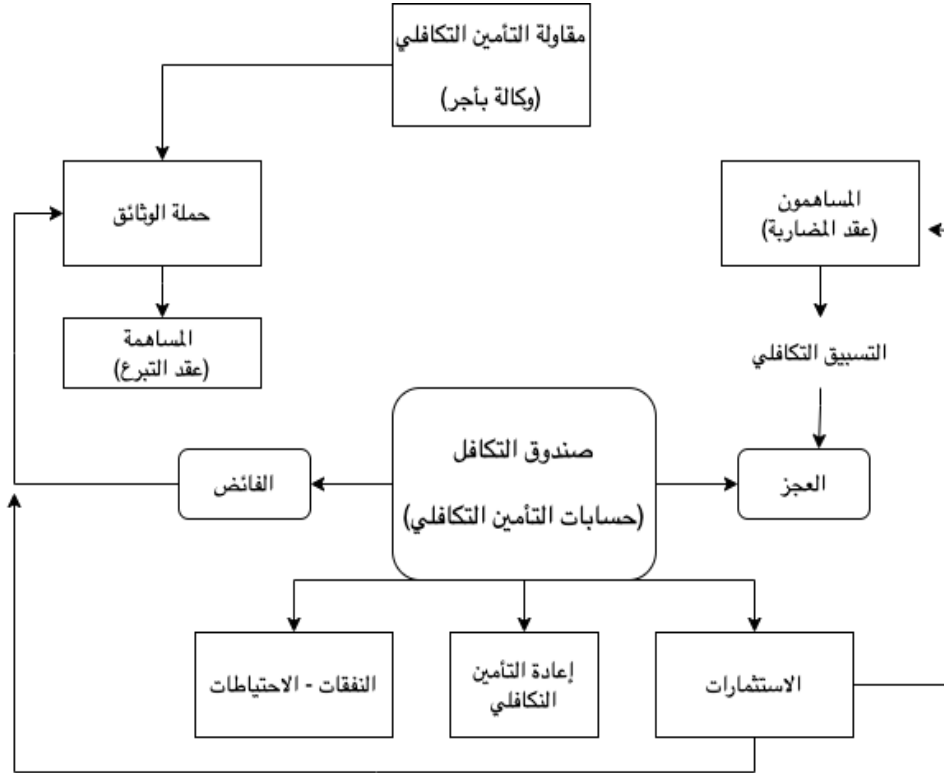 مقاولة التأمين التكافلي
(وكالة بأجر)
حملة الوثائق
المساهمون
(عقد المضاربة)
المساهمة
(عقد التبرع)
التسبيق التكافلي
صندوق التكافل
(حسابات التأمين التكافلي)
الفائض
العجز
النفقات - الاحتياطات
إعادة التأمين
التكافلي
الاستثمارات